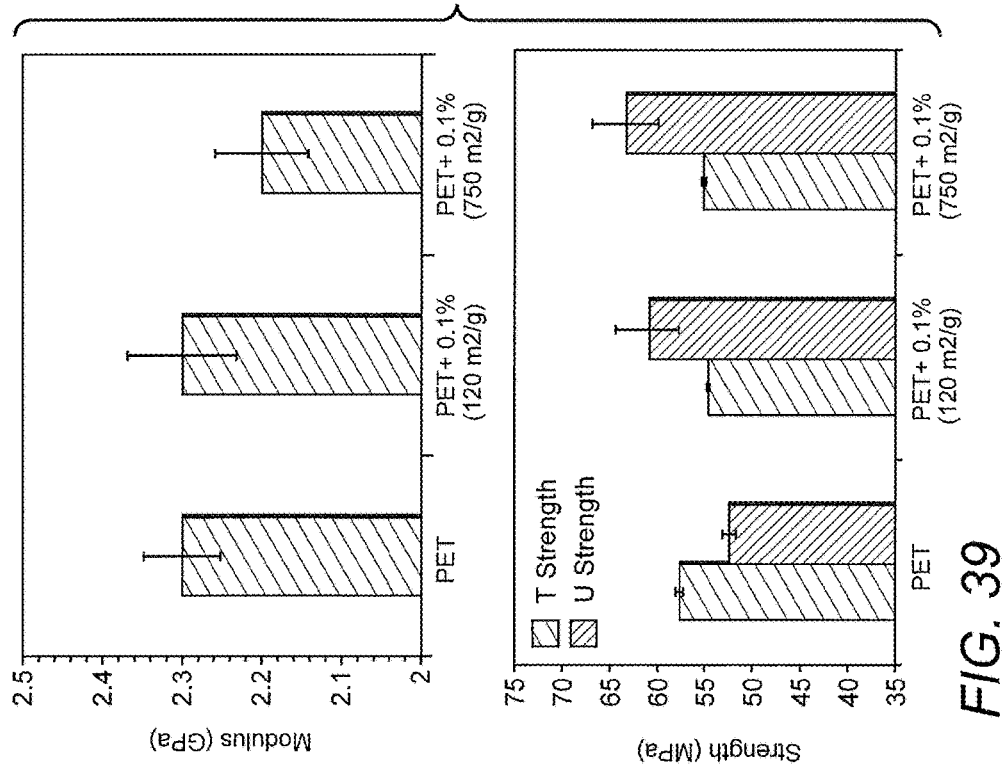 Modulus (GPa)
2.5
2.4
2.3
2.2
2.1
2
PET
PET+ 0.1%
(120 m2/g)
PET+ 0.1%
(750 m2/g)
Strength (MPa)
75
70
65
60
55
50
45
40
35
T Strength
U Strength
PET
PET+ 0.1%
(120 m2/g)
PET+ 0.1%
(750 m2/g)
FIG. 39